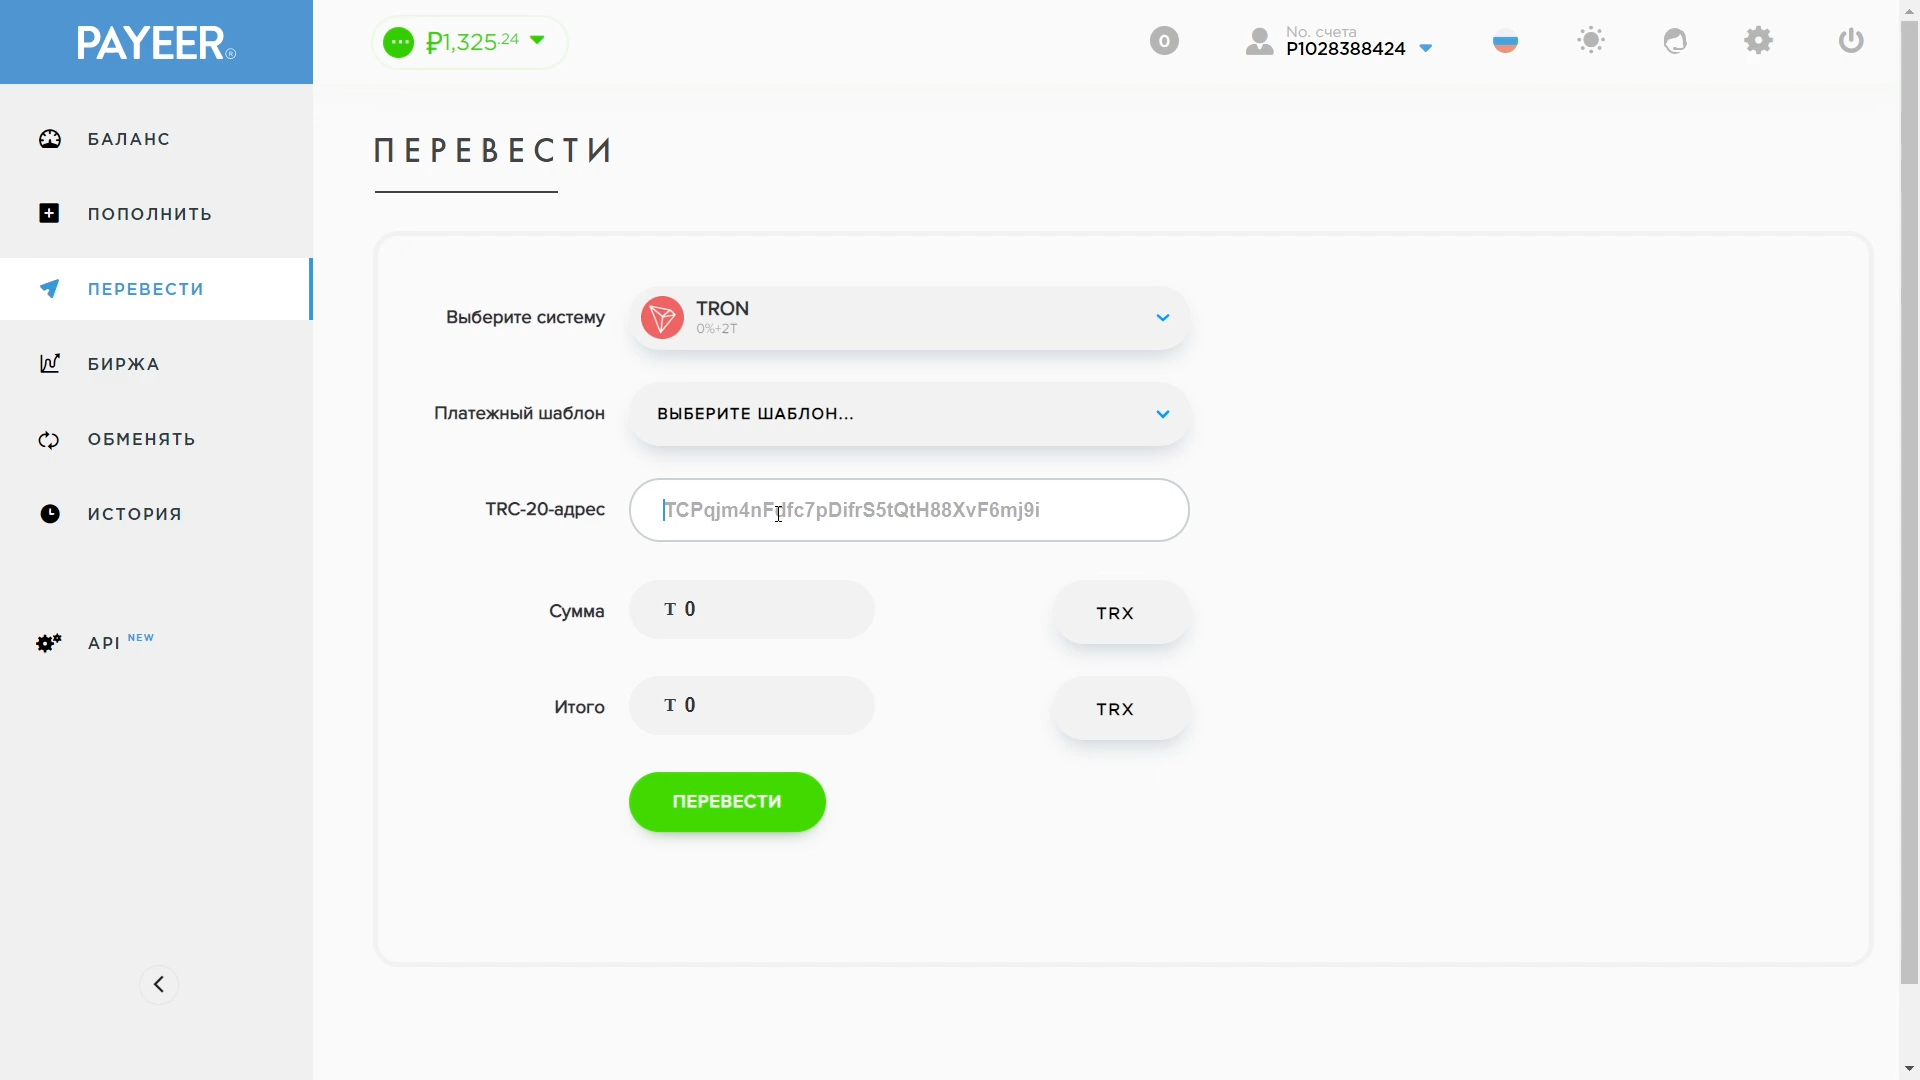 PAYEER®
₽1,325.24
0
No. счета
P1028388424
БАЛАНС
ПОПОЛНИТЬ
ПЕРЕВЕСТИ
БИРЖА
ОБМЕНЯТЬ
ИСТОРИЯ
API NEW
ПЕРЕВЕСТИ
Выберите систему
TRON
0%+2T
Платежный шаблон
ВЫБЕРИТЕ ШАБЛОН...
TRC-20-адрес
TCPqjm4nFdfc7pDifrS5tQtH88XvF6mj9i
Сумма
T 0
TRX
Итого
T 0
TRX
ПЕРЕВЕСТИ